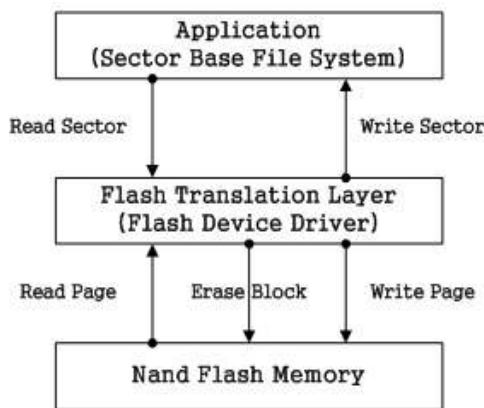 Application
(Sector Base File System)
Read Sector
Write Sector
Flash Translation Layer
(Flash Device Driver)
Read Page
Erase Block
Write Page
Nand Flash Memory